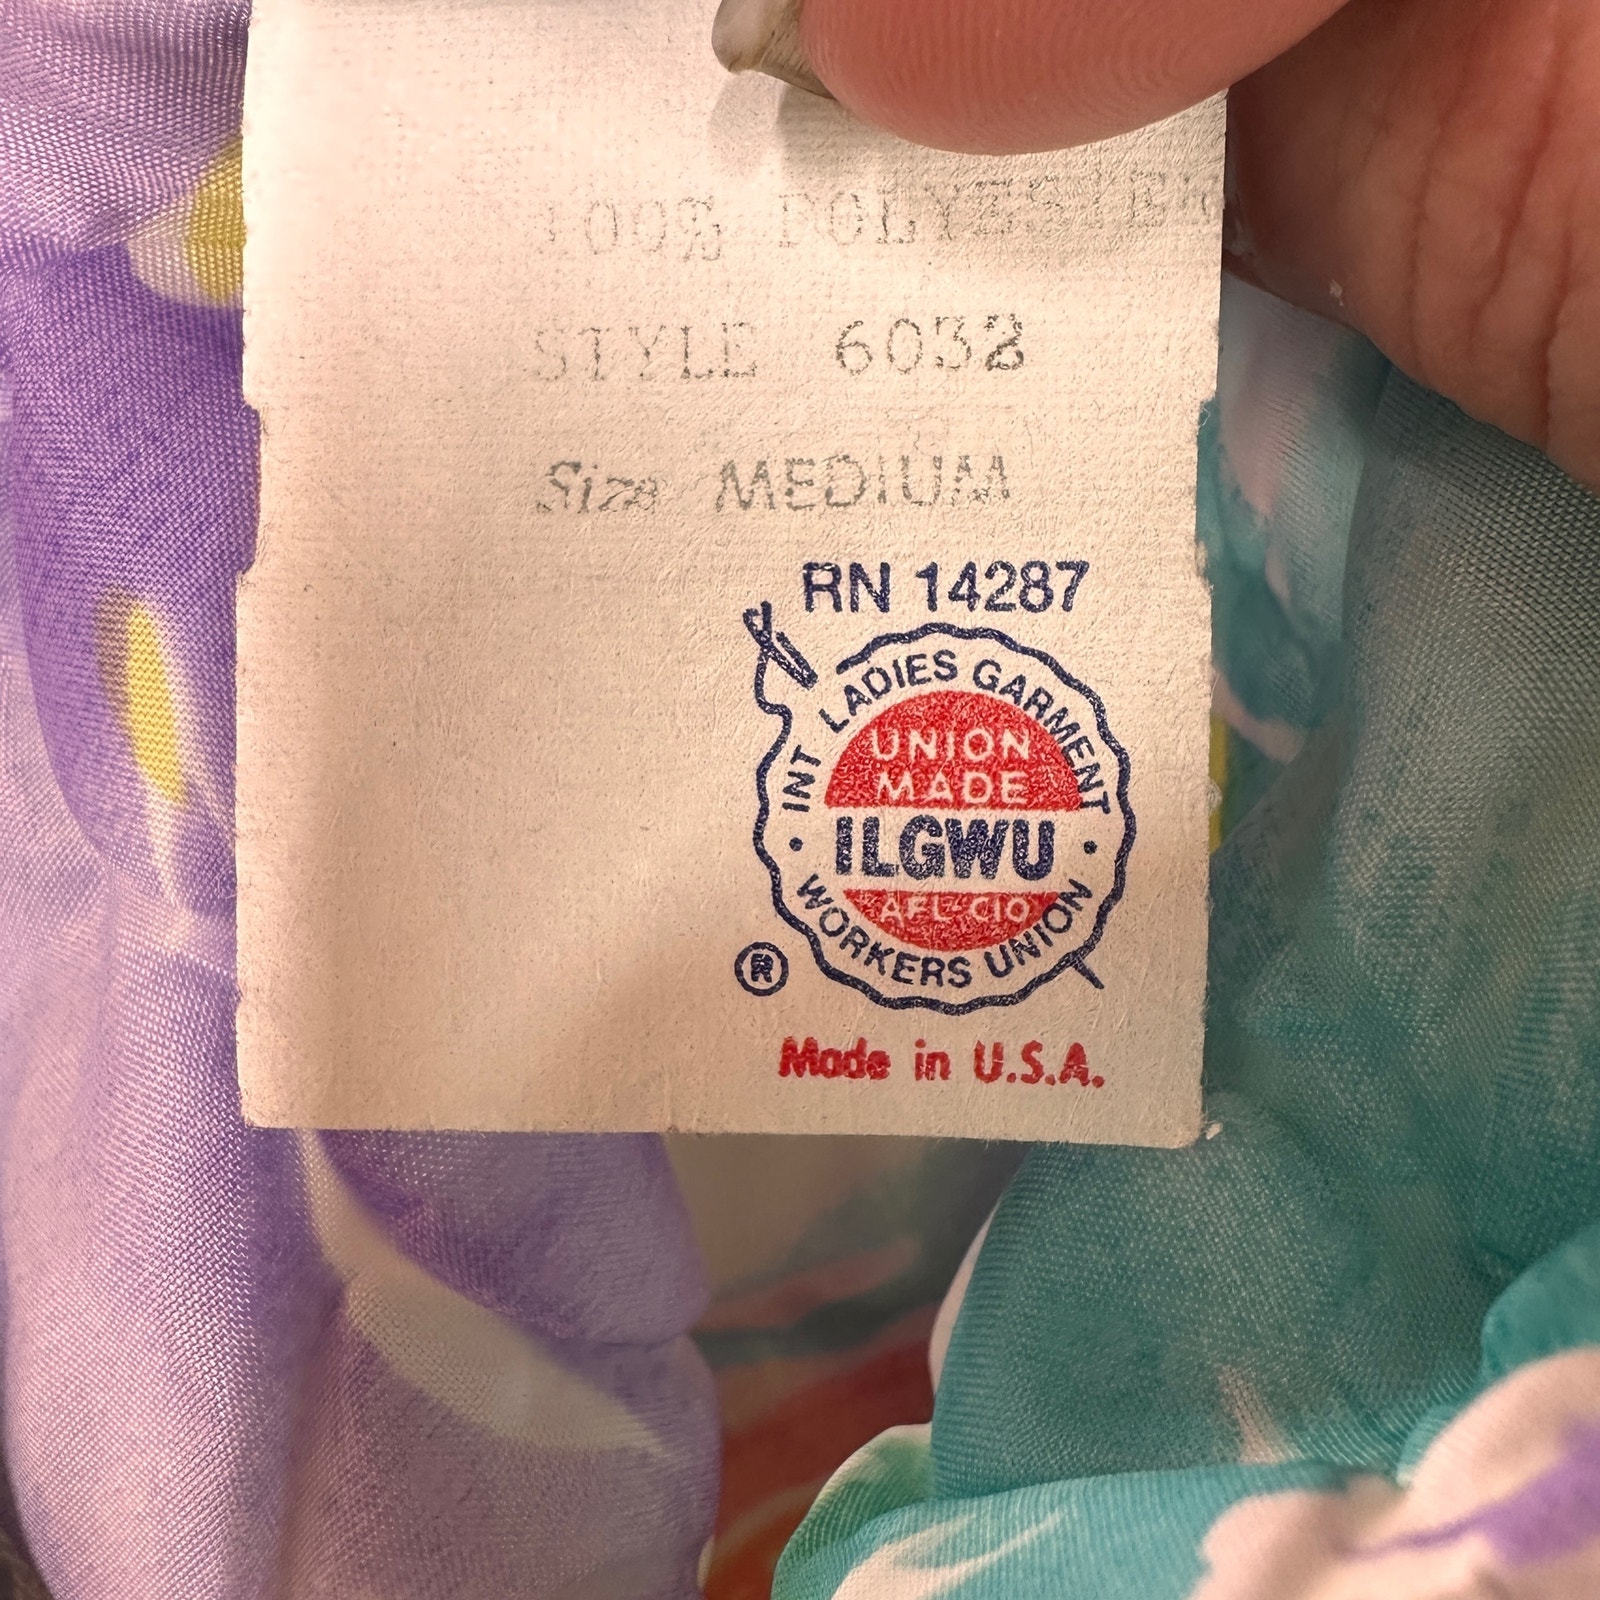 100% POLYESTER
STYLE 6032
Size MEDIUM
RN 14287
INT LADIES GARMENT
UNION
MADE
ILGWU
AFL-CIO
WORKERS UNION
®
Made in U.S.A.